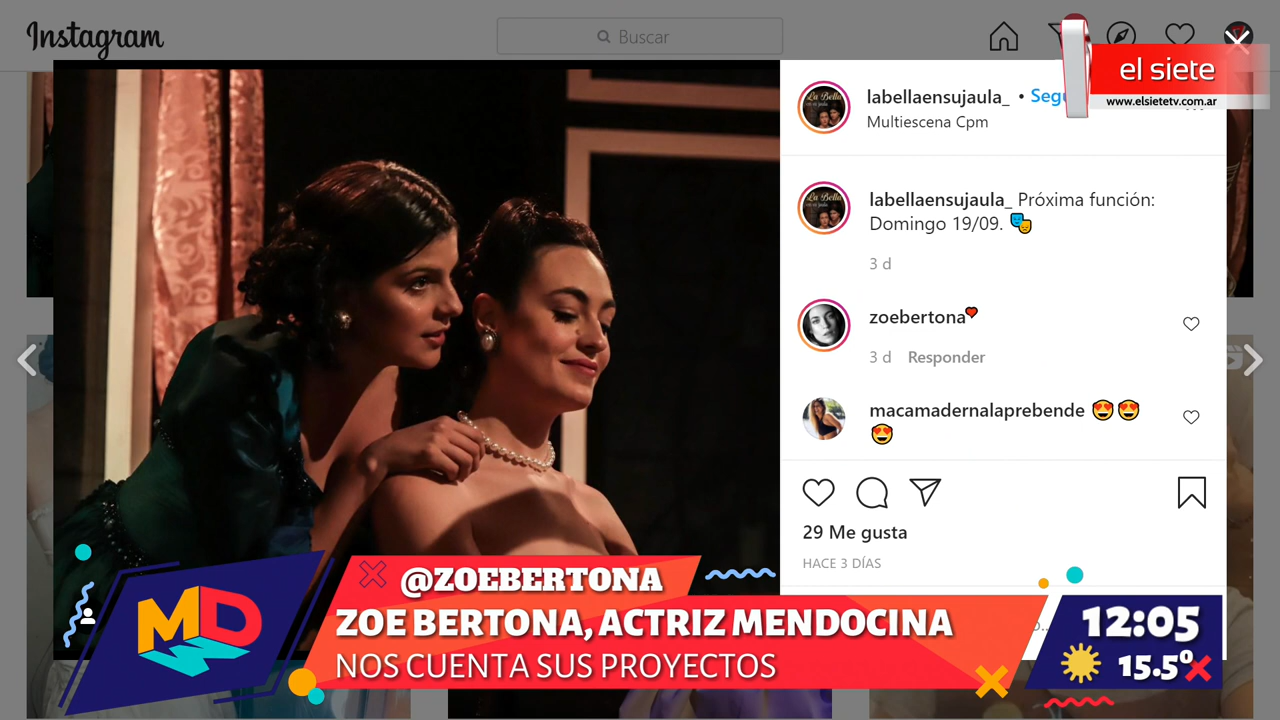 Instagram
Buscar
el siete
www.elsietetv.com.ar
labellaensujaula_ •
Multiescena Cpm
labellaensujaula_ Próxima función:
Domingo 19/09.
3 d
zoebertona
3 d Responder
macamadernalaprebende
29 Me gusta
HACE 3 DÍAS
MD
@ZOEBERTONA
ZOE BERTONA, ACTRIZ MENDOCINA
NOS CUENTA SUS PROYECTOS
12:05
15.5º